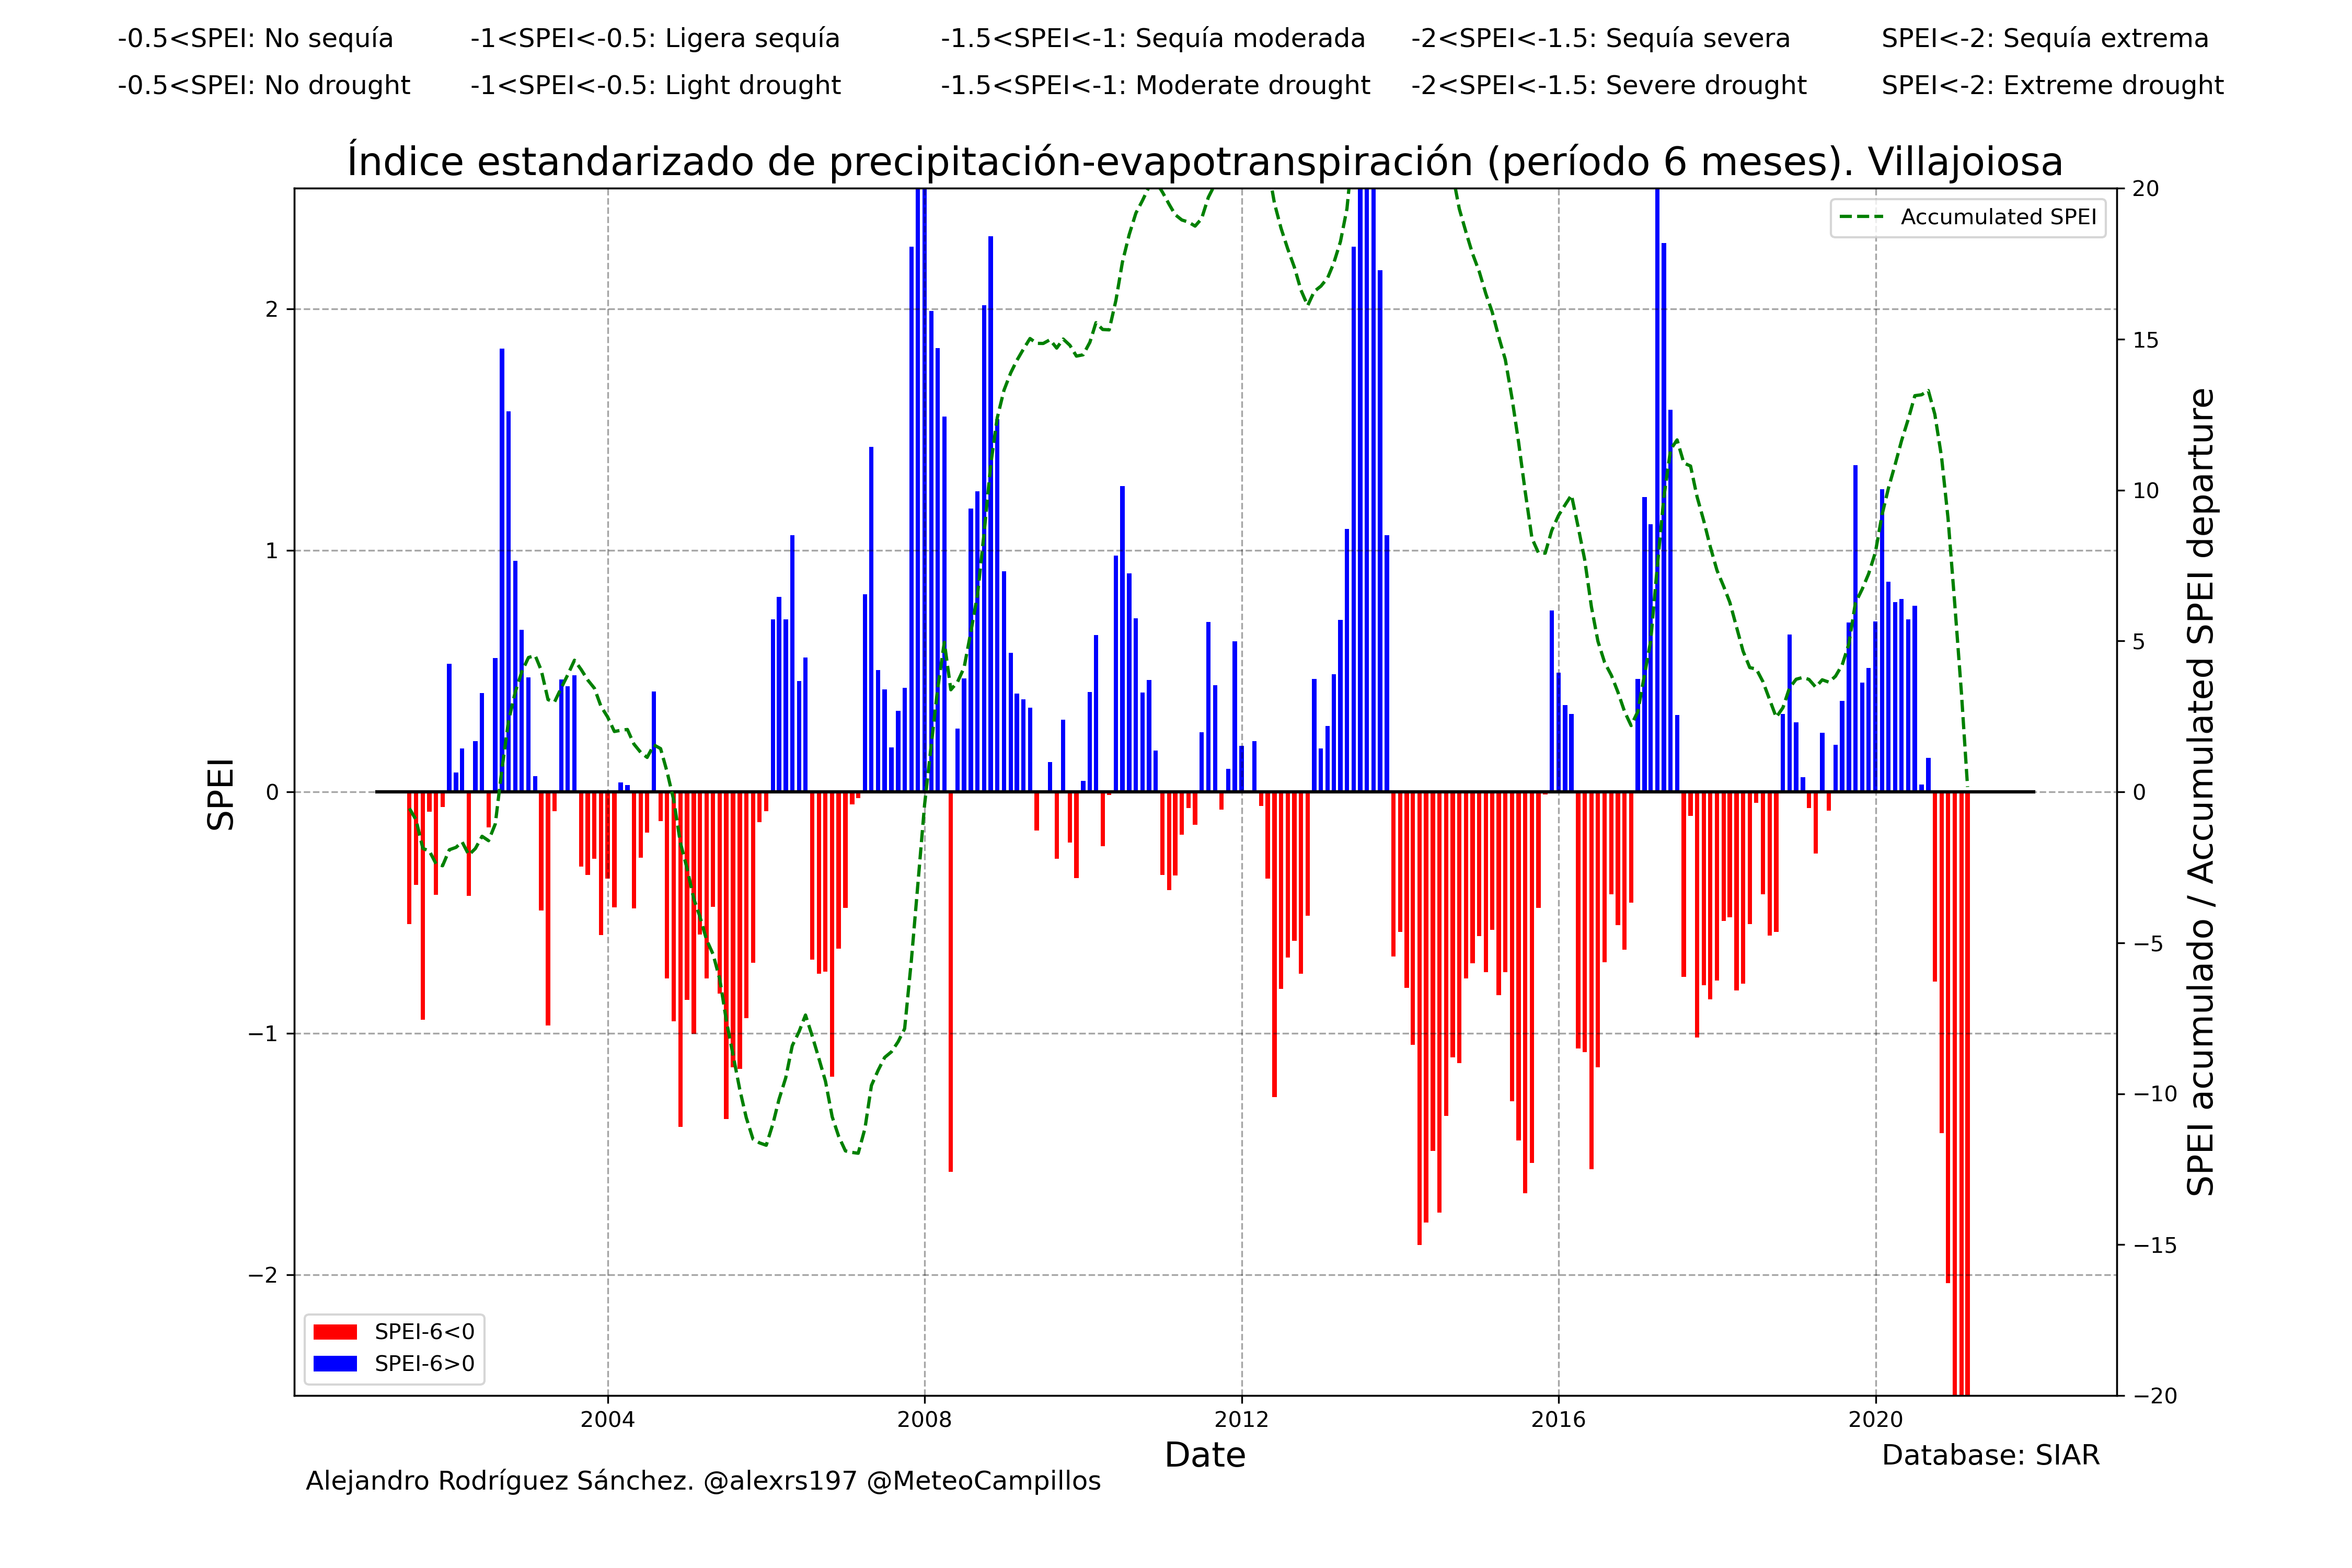 -0.5<SPEI: No sequía -1<SPEI<-0.5: Ligera sequía -1.5<SPEI<-1: Sequía moderada -2<SPEI<-1.5: Sequía severa SPEI<-2: Sequía extrema
-0.5<SPEI: No drought -1<SPEI<-0.5: Light drought -1.5<SPEI<-1: Moderate drought -2<SPEI<-1.5: Severe drought SPEI<-2: Extreme drought
Índice estandarizado de precipitación-evapotranspiración (período 6 meses). Villajoiosa
Accumulated SPEI
SPEI
2
1
0
−1
−2
20
15
10
5
0
−5
−10
−15
−20
SPEI acumulado / Accumulated SPEI departure
SPEI-6<0
SPEI-6>0
2004 2008 2012 2016 2020
Date
Database: SIAR
Alejandro Rodríguez Sánchez. @alexrs197 @MeteoCampillos